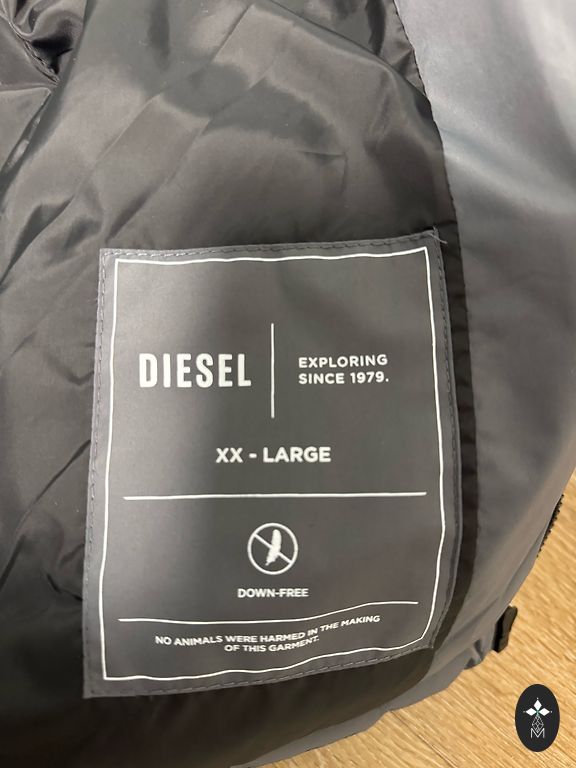 DIESEL
EXPLORING
SINCE 1979.
XX - LARGE
DOWN-FREE
NO ANIMALS WERE HARMED IN THE MAKING
OF THIS GARMENT.
M